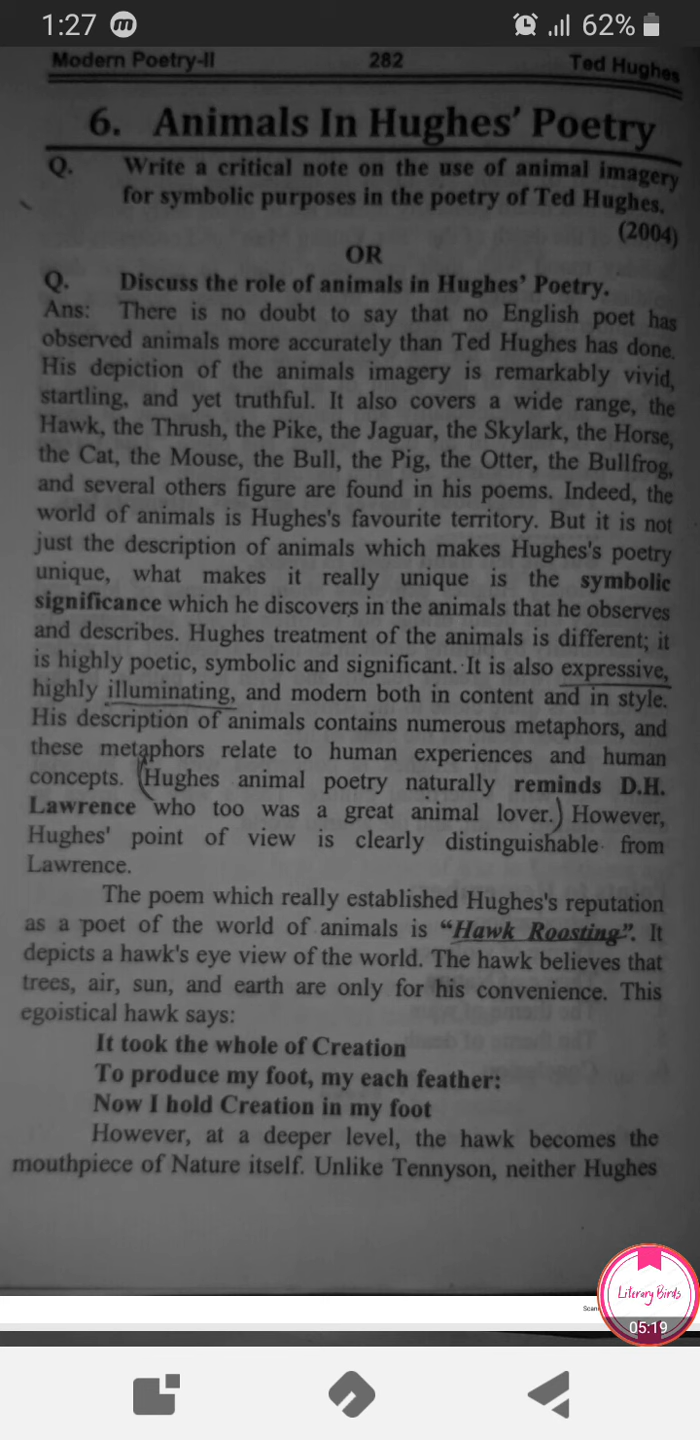 1:27 m 62%
Modern Poetry-II 282 Ted Hughes
6. Animals In Hughes' Poetry
Q. Write a critical note on the use of animal imagery
for symbolic purposes in the poetry of Ted Hughes.
(2004)
OR
Q. Discuss the role of animals in Hughes' Poetry.
Ans: There is no doubt to say that no English poet has
observed animals more accurately than Ted Hughes has done.
His depiction of the animals imagery is remarkably vivid,
startling, and yet truthful. It also covers a wide range, the
Hawk, the Thrush, the Pike, the Jaguar, the Skylark, the Horse,
the Cat, the Mouse, the Bull, the Pig, the Otter, the Bullfrog,
and several others figure are found in his poems. Indeed, the
world of animals is Hughes's favourite territory. But it is not
just the description of animals which makes Hughes's poetry
unique, what makes it really unique is the symbolic
significance which he discovers in the animals that he observes
and describes. Hughes treatment of the animals is different; it
is highly poetic, symbolic and significant. It is also expressive,
highly illuminating, and modern both in content and in style.
His description of animals contains numerous metaphors, and
these metaphors relate to human experiences and human
concepts. (Hughes animal poetry naturally reminds D.H.
Lawrence who too was a great animal lover.) However,
Hughes' point of view is clearly distinguishable from
Lawrence.
The poem which really established Hughes's reputation
as a poet of the world of animals is "Hawk Roosting". It
depicts a hawk's eye view of the world. The hawk believes that
trees, air, sun, and earth are only for his convenience. This
egoistical hawk says:
It took the whole of Creation
To produce my foot, my each feather:
Now I hold Creation in my foot
However, at a deeper level, the hawk becomes the
mouthpiece of Nature itself. Unlike Tennyson, neither Hughes
Literary Birds
05:19